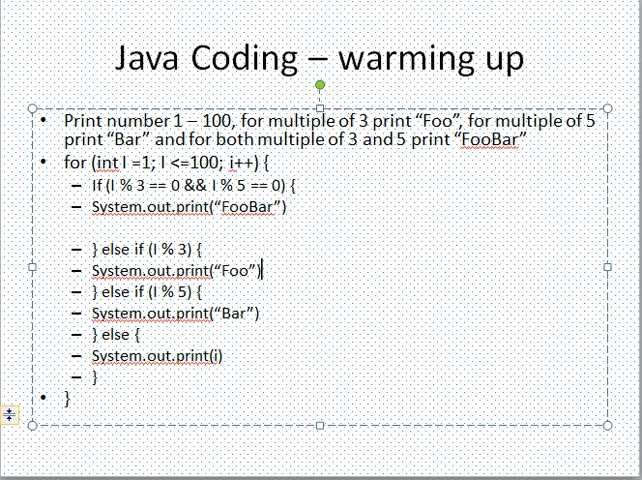 Java Coding – warming up
• Print number 1 – 100, for multiple of 3 print “Foo”, for multiple of 5
print “Bar” and for both multiple of 3 and 5 print “FooBar”
• for (int I =1; I <=100; i++) {
– If (I % 3 == 0 && I % 5 == 0) {
– System.out.print(“FooBar”)
– } else if (I % 3) {
– System.out.print(“Foo”)
– } else if (I % 5) {
– System.out.print(“Bar”)
– } else {
– System.out.print(i)
– }
• }